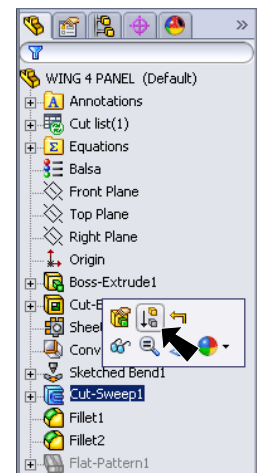 WING 4 PANEL (Default)
A Annotations
Cut list(1)
Σ Equations
Balsa
Front Plane
Top Plane
Right Plane
Origin
Boss-Extrude1
Cut-E
Sheet
Conv
Sketched Bend1
Cut-Sweep1
Fillet1
Fillet2
Flat-Pattern1